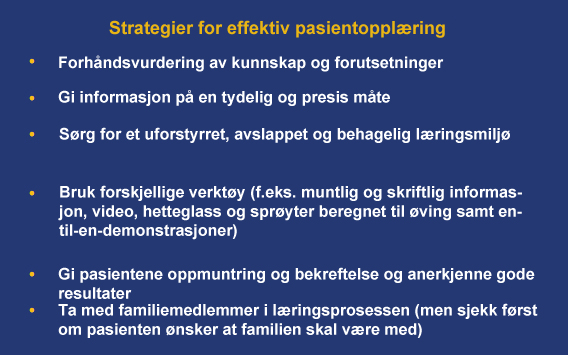 Strategier for effektiv pasientopplæring
• Forhåndsvurdering av kunnskap og forutsetninger
• Gi informasjon på en tydelig og presis måte
• Sørg for et uforstyrret, avslappet og behagelig læringsmiljø
• Bruk forskjellige verktøy (f.eks. muntlig og skriftlig informas-
jon, video, hetteglass og sprøyter beregnet til øving samt en-
til-en-demonstrasjoner)
• Gi pasientene oppmuntring og bekreftelse og anerkjenne gode
resultater
• Ta med familiemedlemmer i læringsprosessen (men sjekk først
om pasienten ønsker at familien skal være med)